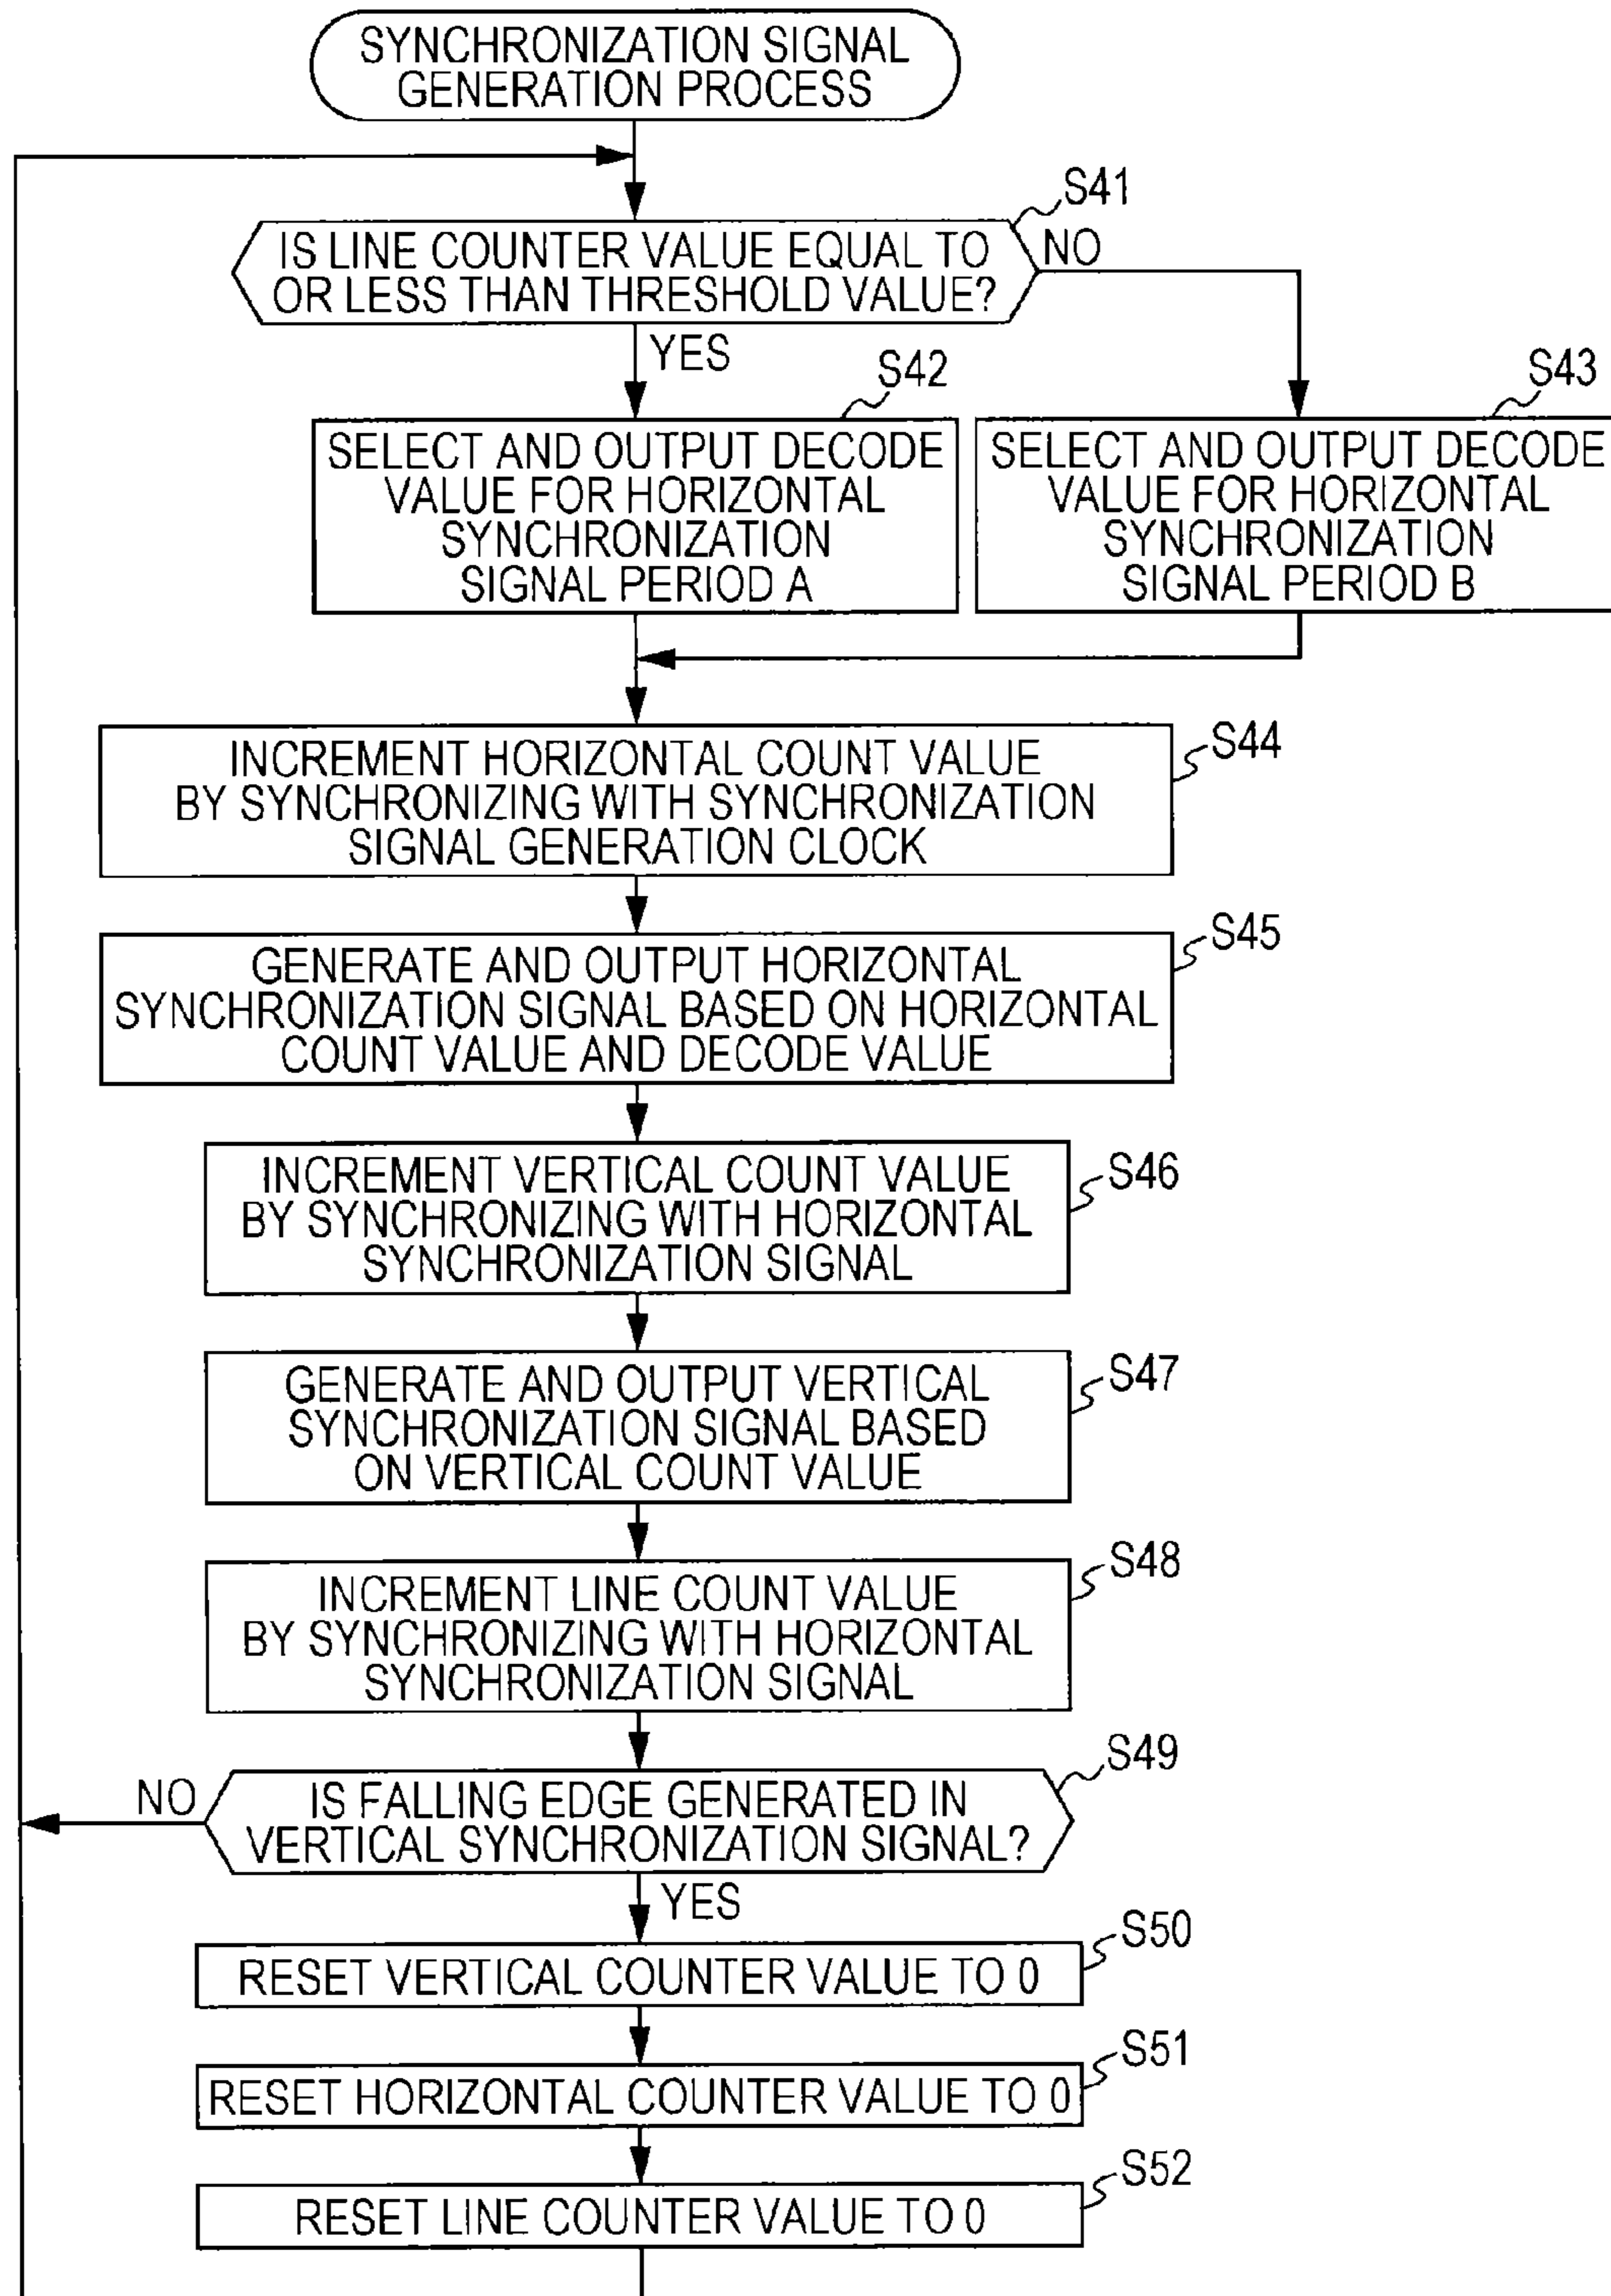 SYNCHRONIZATION SIGNAL
GENERATION PROCESS
S41
IS LINE COUNTER VALUE EQUAL TO
OR LESS THAN THRESHOLD VALUE?
NO
YES
S42
SELECT AND OUTPUT DECODE
VALUE FOR HORIZONTAL
SYNCHRONIZATION
SIGNAL PERIOD A
S43
SELECT AND OUTPUT DECODE
VALUE FOR HORIZONTAL
SYNCHRONIZATION
SIGNAL PERIOD B
S44
INCREMENT HORIZONTAL COUNT VALUE
BY SYNCHRONIZING WITH SYNCHRONIZATION
SIGNAL GENERATION CLOCK
S45
GENERATE AND OUTPUT HORIZONTAL
SYNCHRONIZATION SIGNAL BASED ON HORIZONTAL
COUNT VALUE AND DECODE VALUE
S46
INCREMENT VERTICAL COUNT VALUE
BY SYNCHRONIZING WITH HORIZONTAL
SYNCHRONIZATION SIGNAL
S47
GENERATE AND OUTPUT VERTICAL
SYNCHRONIZATION SIGNAL BASED
ON VERTICAL COUNT VALUE
S48
INCREMENT LINE COUNT VALUE
BY SYNCHRONIZING WITH HORIZONTAL
SYNCHRONIZATION SIGNAL
S49
NO
IS FALLING EDGE GENERATED IN
VERTICAL SYNCHRONIZATION SIGNAL?
YES
S50
RESET VERTICAL COUNTER VALUE TO 0
S51
RESET HORIZONTAL COUNTER VALUE TO 0
S52
RESET LINE COUNTER VALUE TO 0